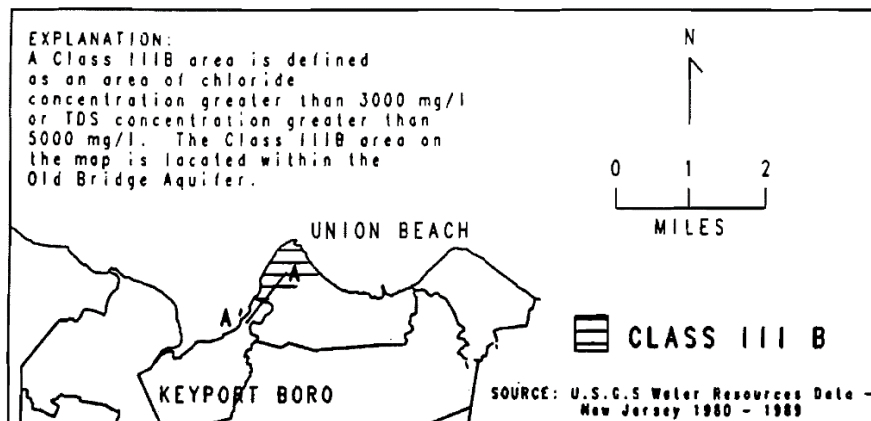 EXPLANATION:
A Class IIIB area is defined
as an area of chloride
concentration greater than 3000 mg/l
or TDS concentration greater than
5000 mg/l. The Class IIIB area on
the map is located within the
Old Bridge Aquifer.
N
0 1 2
MILES
UNION BEACH
A
A'
CLASS III B
KEYPORT BORO
SOURCE: U.S.G.S Water Resources Data -
New Jersey 1980 - 1989